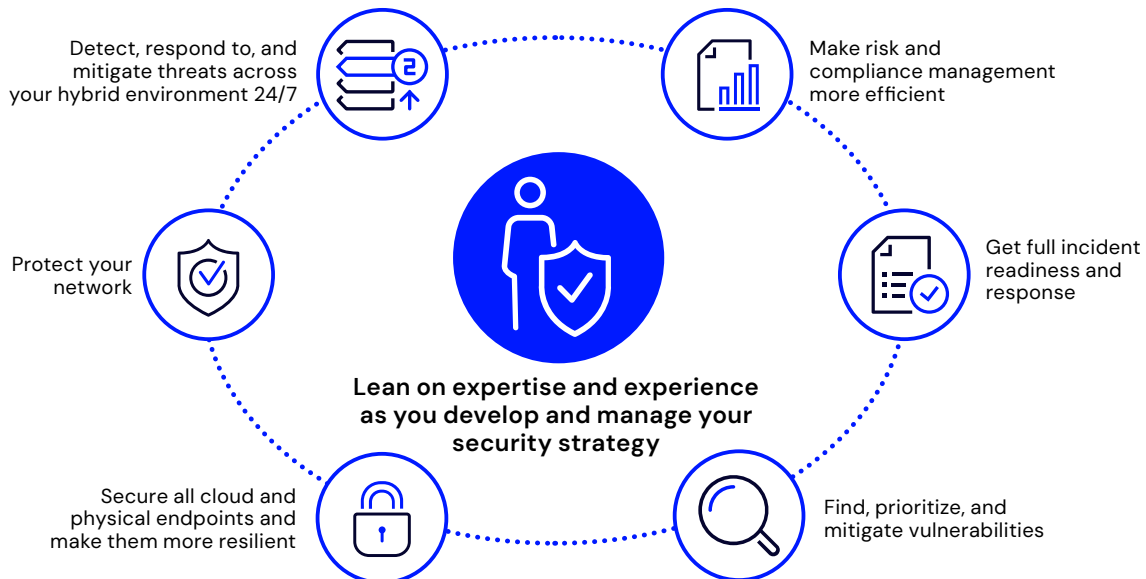 Detect, respond to, and
mitigate threats across
your hybrid environment 24/7
2
Make risk and
compliance management
more efficient
Protect your
network
Get full incident
readiness and
response
Lean on expertise and experience
as you develop and manage your
security strategy
Secure all cloud and
physical endpoints and
make them more resilient
Find, prioritize, and
mitigate vulnerabilities